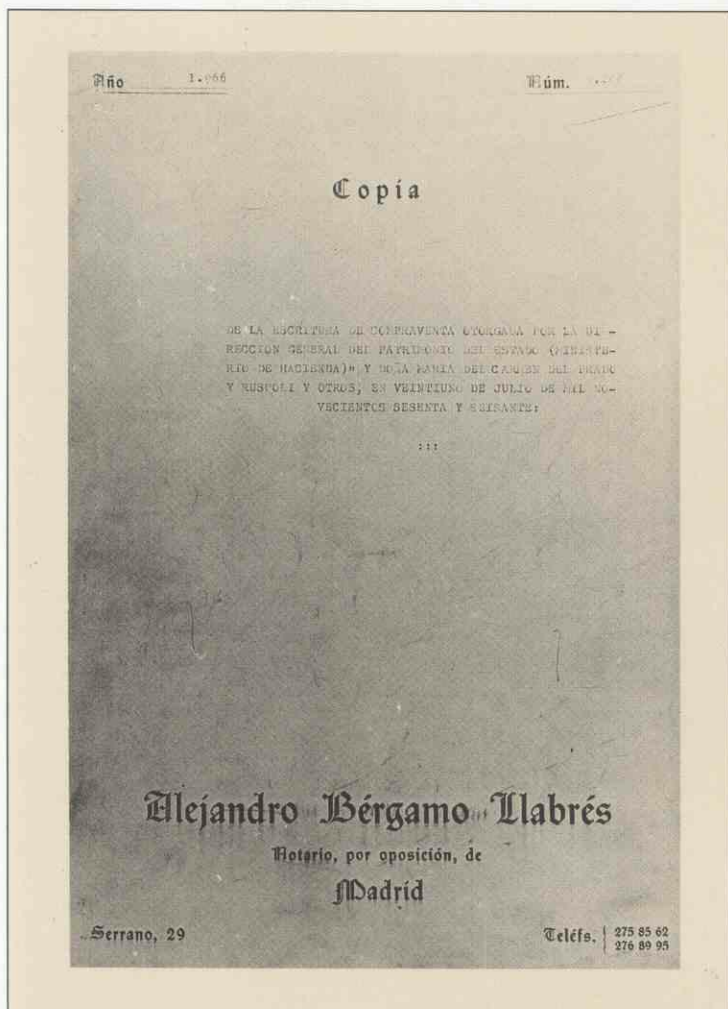 Año 1.966 Núm.
Copia
DE LA ESCRITURA DE COMPRAVENTA OTORGADA POR LA DI-
RECCION GENERAL DEL PATRIMONIO DEL ESTADO (MINISTE-
RIO DE HACIENDA)" Y DOÑA MARIA DEL CARMEN DEL PRADO
Y RUSPOLI Y OTROS, EN VEINTIUNO DE JULIO DE MIL NO-
VECIENTOS SESENTA Y
:::
Alejandro Bérgamo Llabrés
Notario, por oposición, de
Madrid
Serrano, 29 Teléfs. 275 85 62
276 89 95